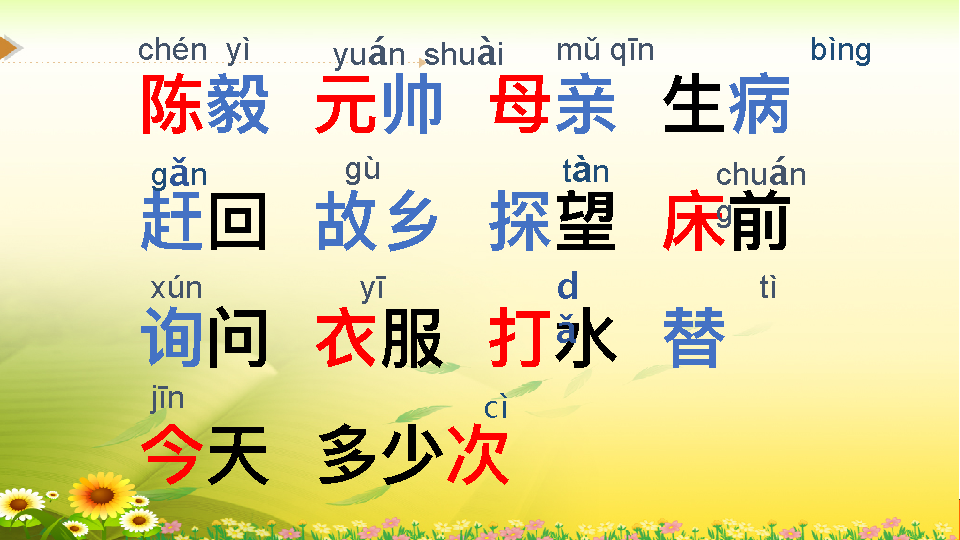 chén yì yuán shuài mǔ qīn bìng
陈毅 元帅 母亲 生病
gǎn gù tàn chuáng
赶回 故乡 探望 床前
xún yī dǎ tì
询问 衣服 打水 替
jīn cì
今天 多少次